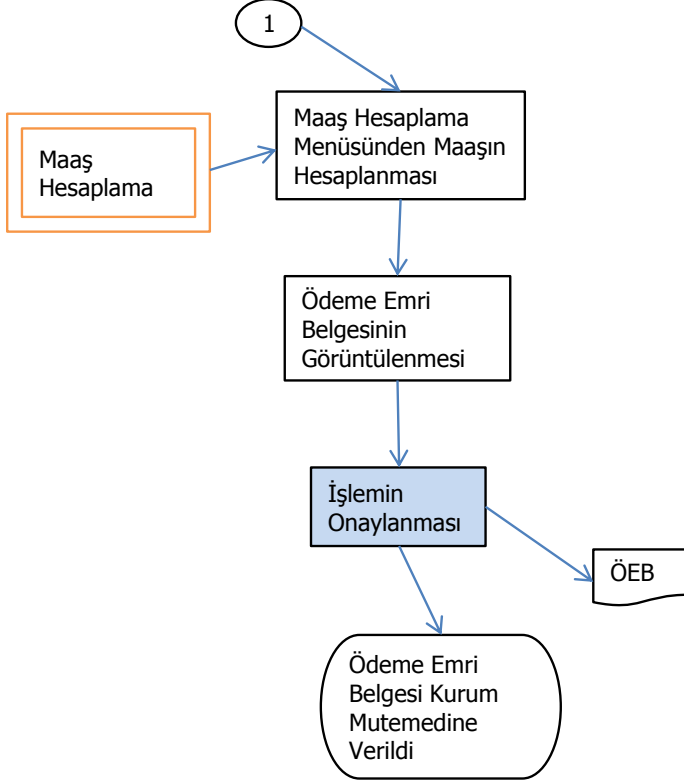 1
Maaş Hesaplama
Menüsünden Maaşın
Hesaplanması
Maaş
Hesaplama
Ödeme Emri
Belgesinin
Görüntülenmesi
İşlemin
Onaylanması
ÖEB
Ödeme Emri
Belgesi Kurum
Mutemedine
Verildi